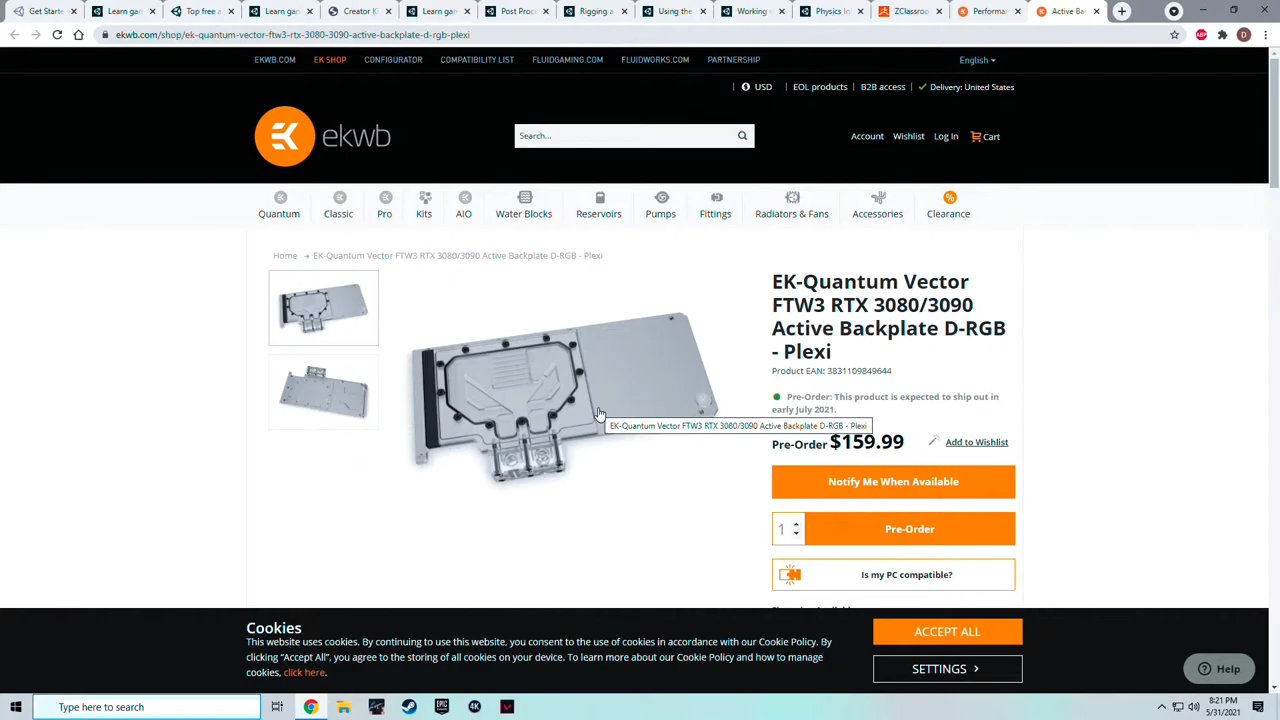 Get Starte
Learn gam
Top free a
Learn gam
Creator K
Learn gam
Post Proc
Rigging a
Using the
Working v
Physics le
ZClassroo
Performa
Active Ba
ekwb.com/shop/ek-quantum-vector-ftw3-rtx-3080-3090-active-backplate-d-rgb-plexi
ABP
D
EKWB.COM EK SHOP CONFIGURATOR COMPATIBILITY LIST FLUIDGAMING.COM FLUIDWORKS.COM PARTNERSHIP English
$ USD EOL products B2B access Delivery: United States
ekwb
Search...
Account Wishlist Log In Cart
%
Quantum Classic Pro Kits AIO Water Blocks Reservoirs Pumps Fittings Radiators & Fans Accessories Clearance
Home → EK-Quantum Vector FTW3 RTX 3080/3090 Active Backplate D-RGB - Plexi
EK-Quantum Vector
FTW3 RTX 3080/3090
Active Backplate D-RGB
- Plexi
Product EAN: 3831109849644
Pre-Order: This product is expected to ship out in
early July 2021.
EK-Quantum Vector FTW3 RTX 3080/3090 Active Backplate D-RGB - Plexi
Pre-Order $159.99 Add to Wishlist
Notify Me When Available
1 Pre-Order
Is my PC compatible?
Cookies
This website uses cookies. By continuing to use this website, you consent to the use of cookies in accordance with our Cookie Policy. By
clicking “Accept All”, you agree to the storing of all cookies on your device. To learn more about our Cookie Policy and how to manage
cookies, click here.
ACCEPT ALL
SETTINGS >
? Help
Type here to search
EPIC
4K
8:21 PM
5/31/2021